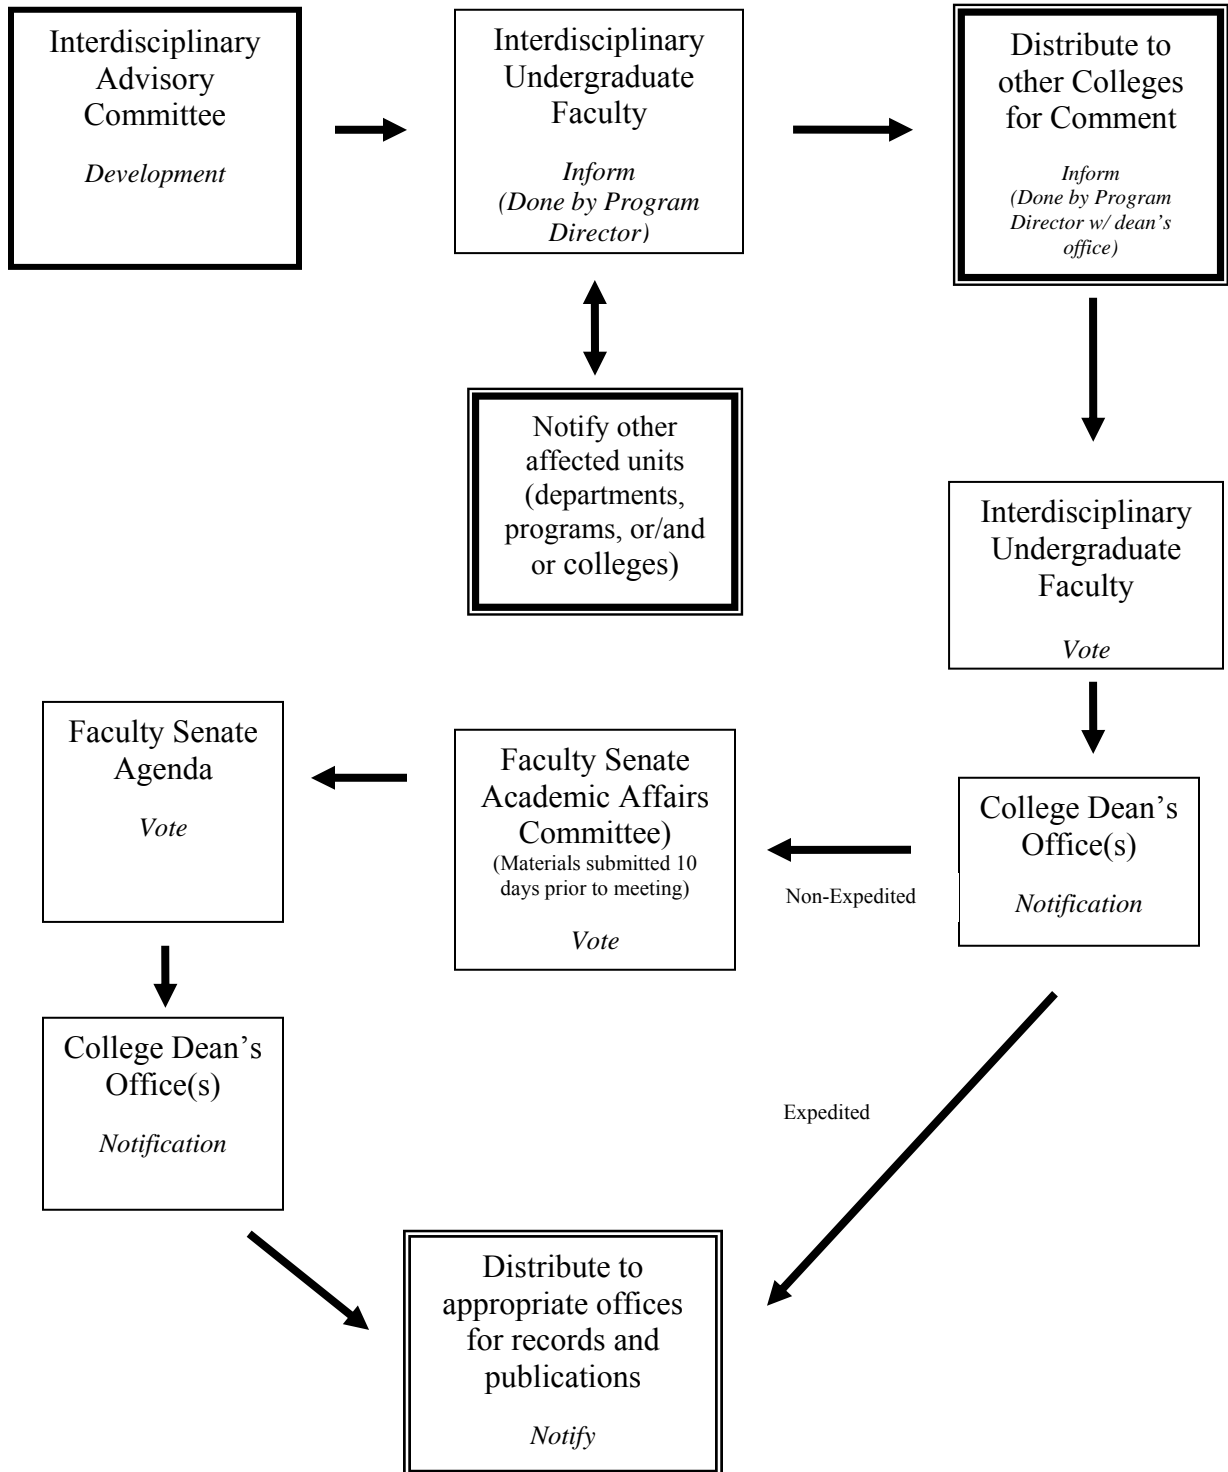 Interdisciplinary
Advisory
Committee
Development
Interdisciplinary
Undergraduate
Faculty
Inform
(Done by Program
Director)
Distribute to
other Colleges
for Comment
Inform
(Done by Program
Director w/ dean’s
office)
Notify other
affected units
(departments,
programs, or/and
or colleges)
Interdisciplinary
Undergraduate
Faculty
Vote
Faculty Senate
Agenda
Vote
Faculty Senate
Academic Affairs
Committee)
(Materials submitted 10
days prior to meeting)
Vote
Non-Expedited
College Dean’s
Office(s)
Notification
College Dean’s
Office(s)
Notification
Expedited
Distribute to
appropriate offices
for records and
publications
Notify